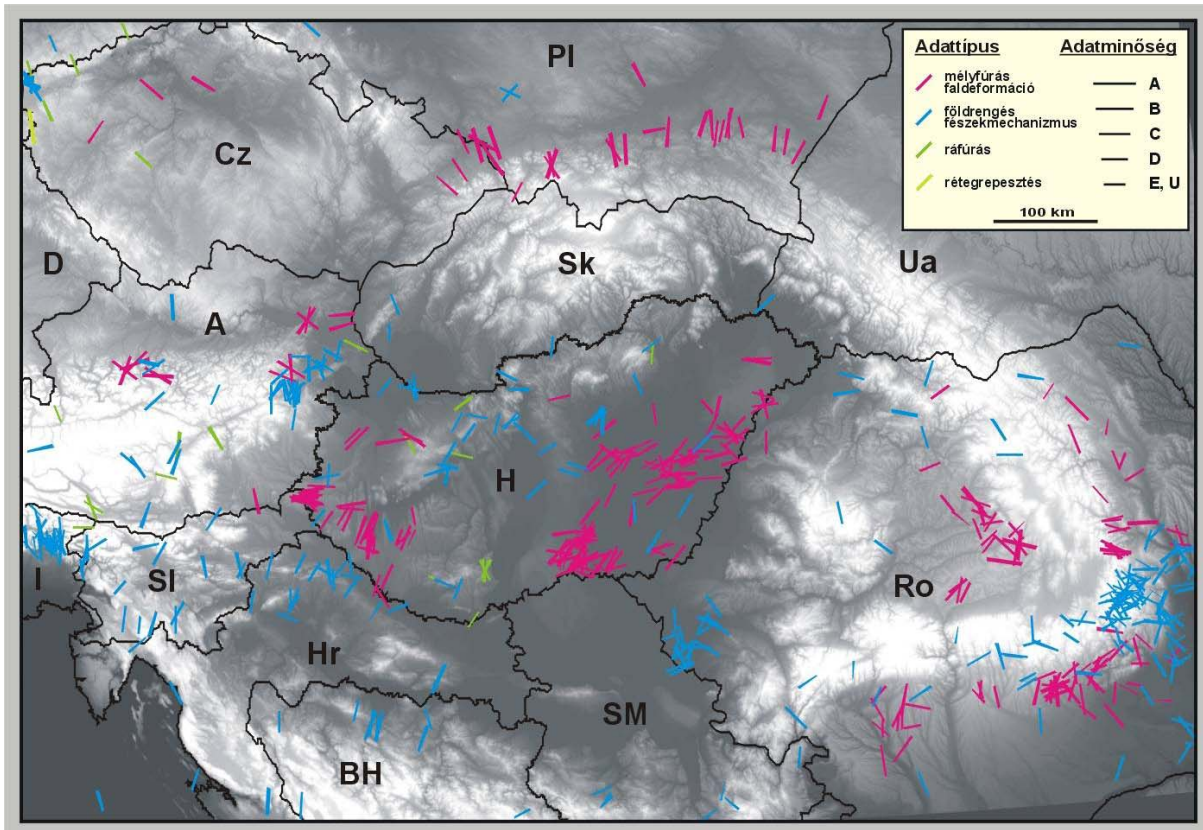 Adattípus
Adatminőség
mélyfúrás
faldeformáció
földrengés
fészekmechanizmus
ráfúrás
rétegrepesztés
A
B
C
D
E, U
100 km
Pl
Cz
D
Sk
Ua
A
H
I
Sl
Ro
Hr
SM
BH